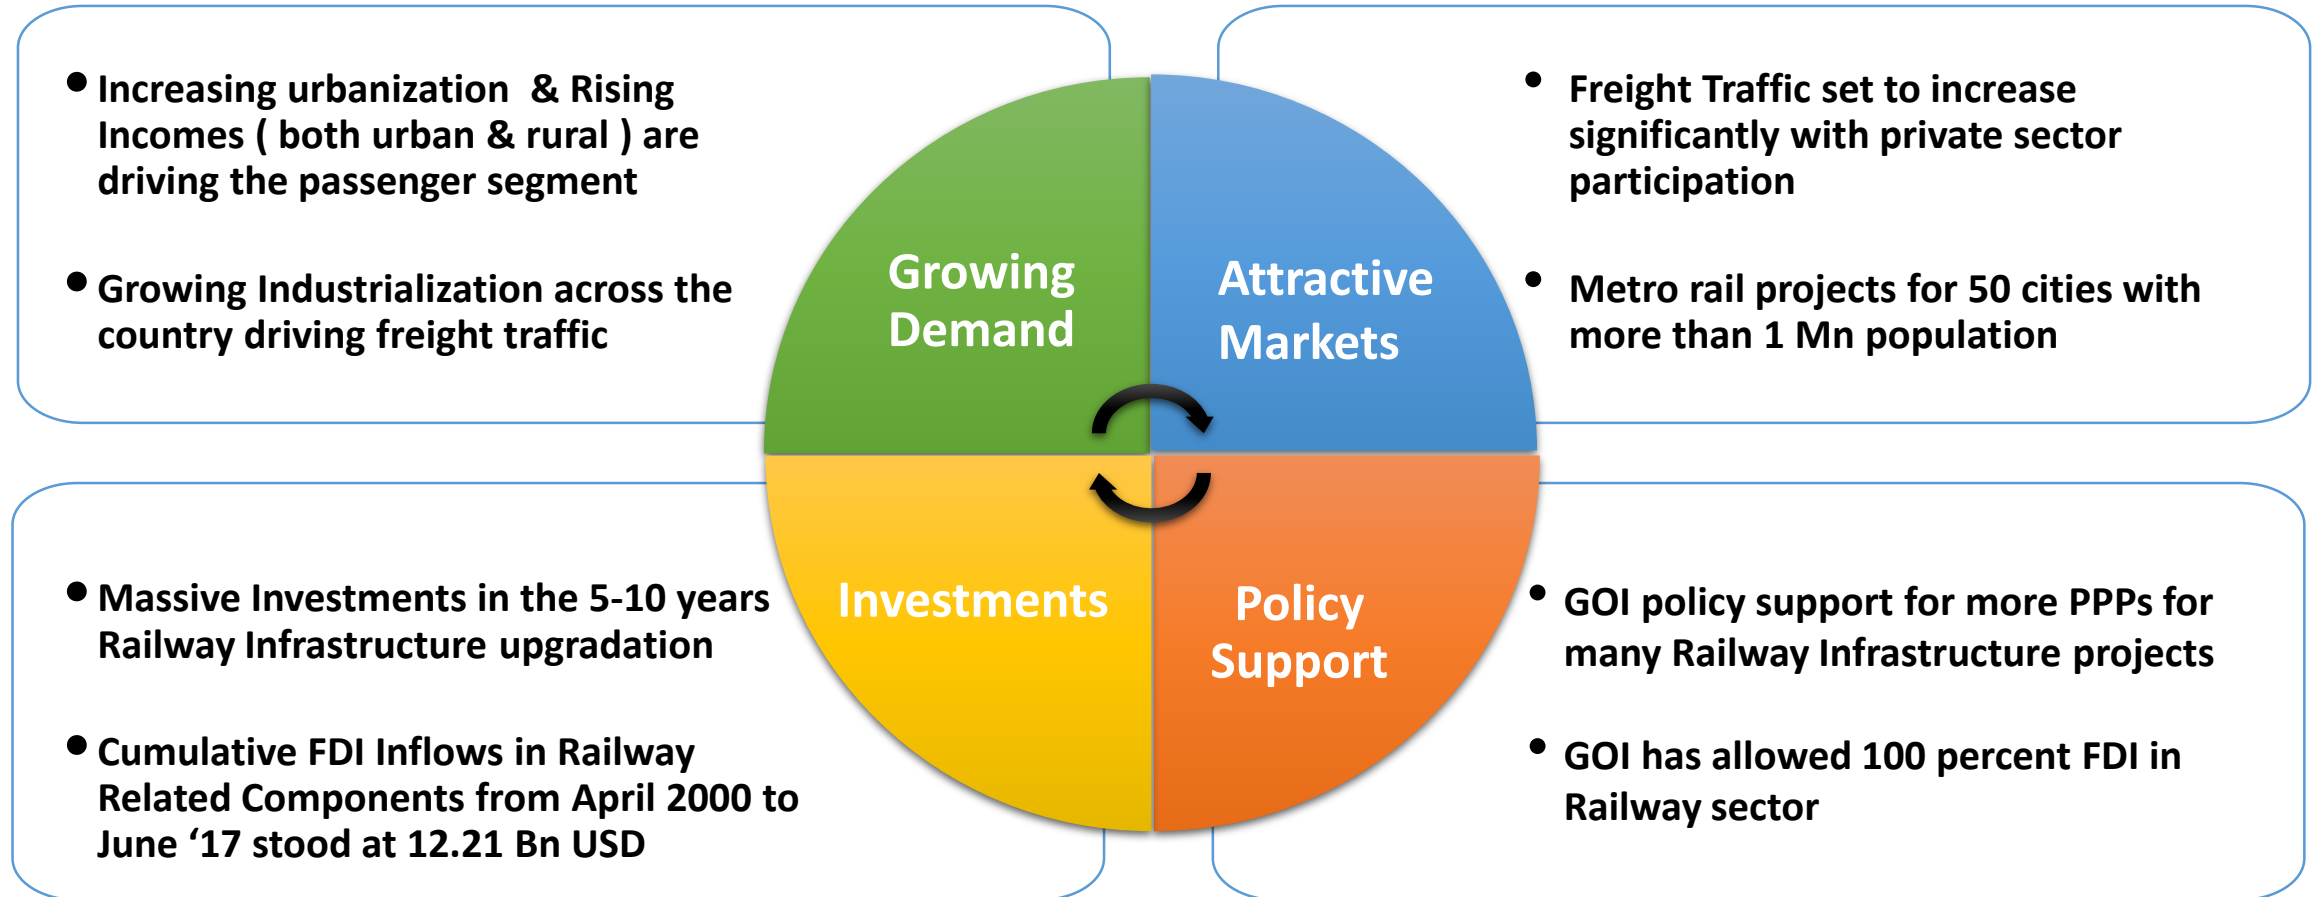 • Increasing urbanization & Rising
Incomes ( both urban & rural ) are
driving the passenger segment
• Growing Industrialization across the
country driving freight traffic
Growing
Demand
Attractive
Markets
• Freight Traffic set to increase
significantly with private sector
participation
• Metro rail projects for 50 cities with
more than 1 Mn population
• Massive Investments in the 5-10 years
Railway Infrastructure upgradation
• Cumulative FDI Inflows in Railway
Related Components from April 2000 to
June ‘17 stood at 12.21 Bn USD
Investments
Policy
Support
• GOI policy support for more PPPs for
many Railway Infrastructure projects
• GOI has allowed 100 percent FDI in
Railway sector